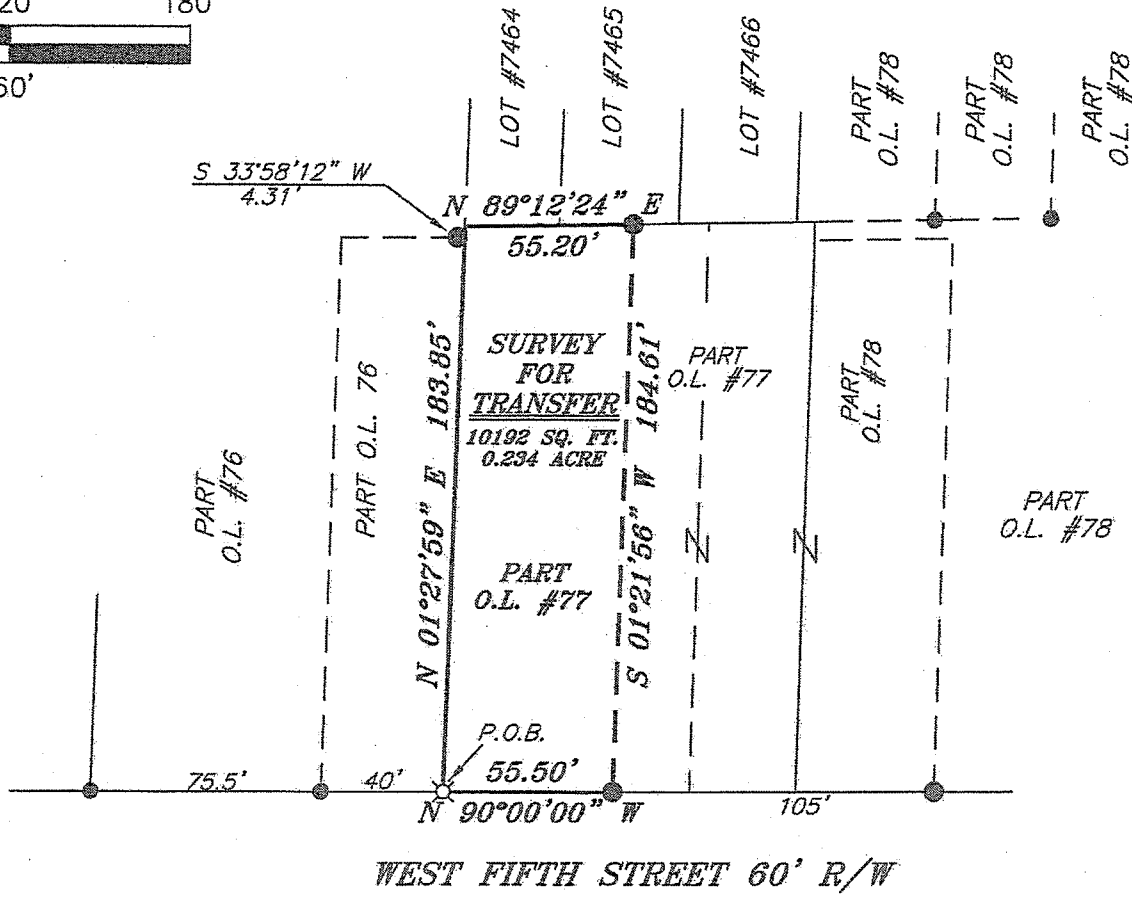 180
LOT #7464
LOT #7465
LOT #7466
PART
O.L. #78
PART
O.L. #78
PART
O.L. #78
S 33°58'12" W
4.31'
N 89°12'24" E
55.20'
N 01°27'59" E 183.85'
SURVEY
FOR
TRANSFER
10192 SQ. FT.
0.234 ACRE
S 01°21'56" W 184.61'
PART
O.L. #77
PART
O.L. #78
PART
O.L. #76
PART O.L. 76
PART
O.L. #77
PART
O.L. #78
P.O.B.
75.5'
40'
55.50'
N 90°00'00" W
105'
WEST FIFTH STREET 60' R/W